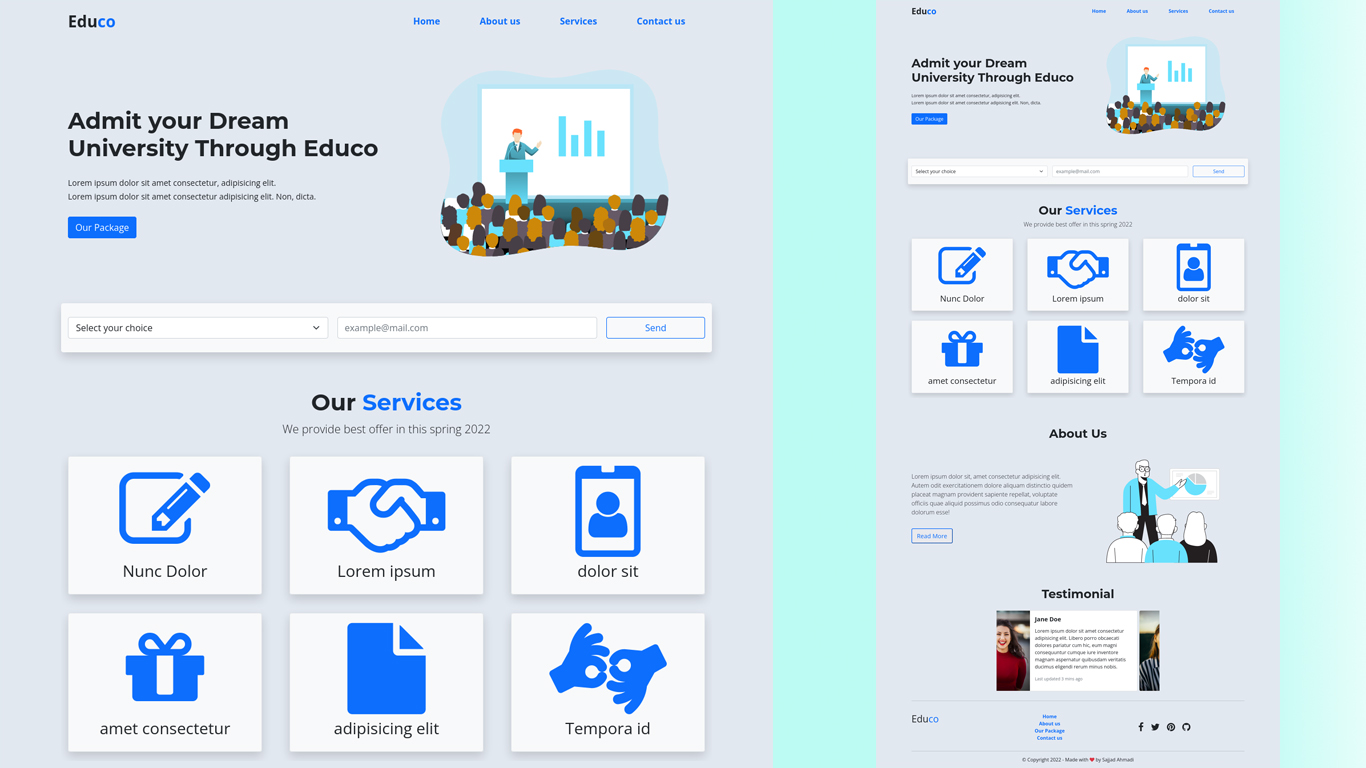 Educo
Home About us Services Contact us
Admit your Dream
University Through Educo
Lorem ipsum dolor sit amet consectetur, adipisicing elit.
Lorem ipsum dolor sit amet consectetur adipisicing elit. Non, dicta.
Our Package
Select your choice example@mail.com Send
Our Services
We provide best offer in this spring 2022
Nunc Dolor Lorem ipsum dolor sit
amet consectetur adipisicing elit Tempora id
Educo
Home About us Services Contact us
Admit your Dream
University Through Educo
Lorem ipsum dolor sit amet consectetur, adipisicing elit.
Lorem ipsum dolor sit amet consectetur adipisicing elit. Non, dicta.
Our Package
Select your choice example@mail.com Send
Our Services
We provide best offer in this spring 2022
Nunc Dolor Lorem ipsum dolor sit
amet consectetur adipisicing elit Tempora id
About Us
Lorem ipsum dolor sit, amet consectetur adipisicing elit.
Autem odit exercitationem dolore aliquam distinctio quidem
placeat magnam provident sapiente repellat, voluptate
officiis quae aliquid possimus odio consequatur labore
dolorum esse!
Read More
Testimonial
Jane Doe
Lorem ipsum dolor sit amet consectetur
adipisicing elit. Libero porro obcaecati
dolores pariatur cum hic, eum magni
consequuntur cumque iure inventore
magnam aspernatur quibusdam veritatis
ducimus eligendi rerum minus nobis.
Last updated 3 mins ago
Educo
Home
About us
Our Package
Contact us
© Copyright 2022 - Made with ❤ by Sajjad Ahmadi